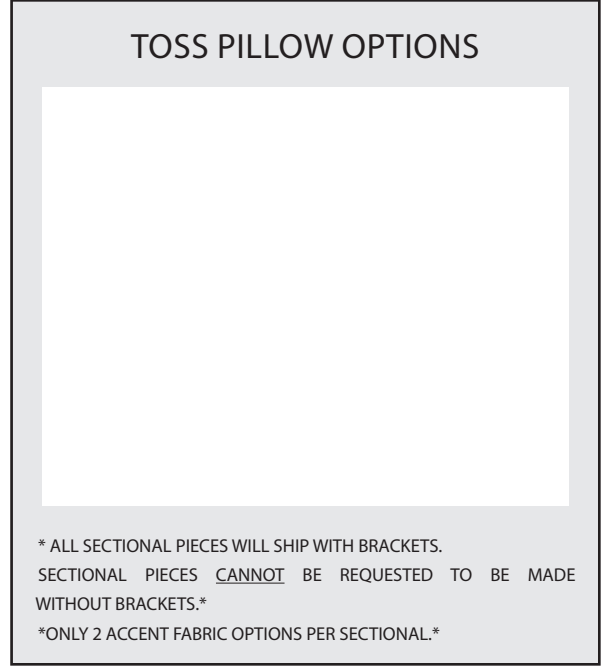 TOSS PILLOW OPTIONS
* ALL SECTIONAL PIECES WILL SHIP WITH BRACKETS.
SECTIONAL PIECES CANNOT BE REQUESTED TO BE MADE
WITHOUT BRACKETS.*
*ONLY 2 ACCENT FABRIC OPTIONS PER SECTIONAL.*